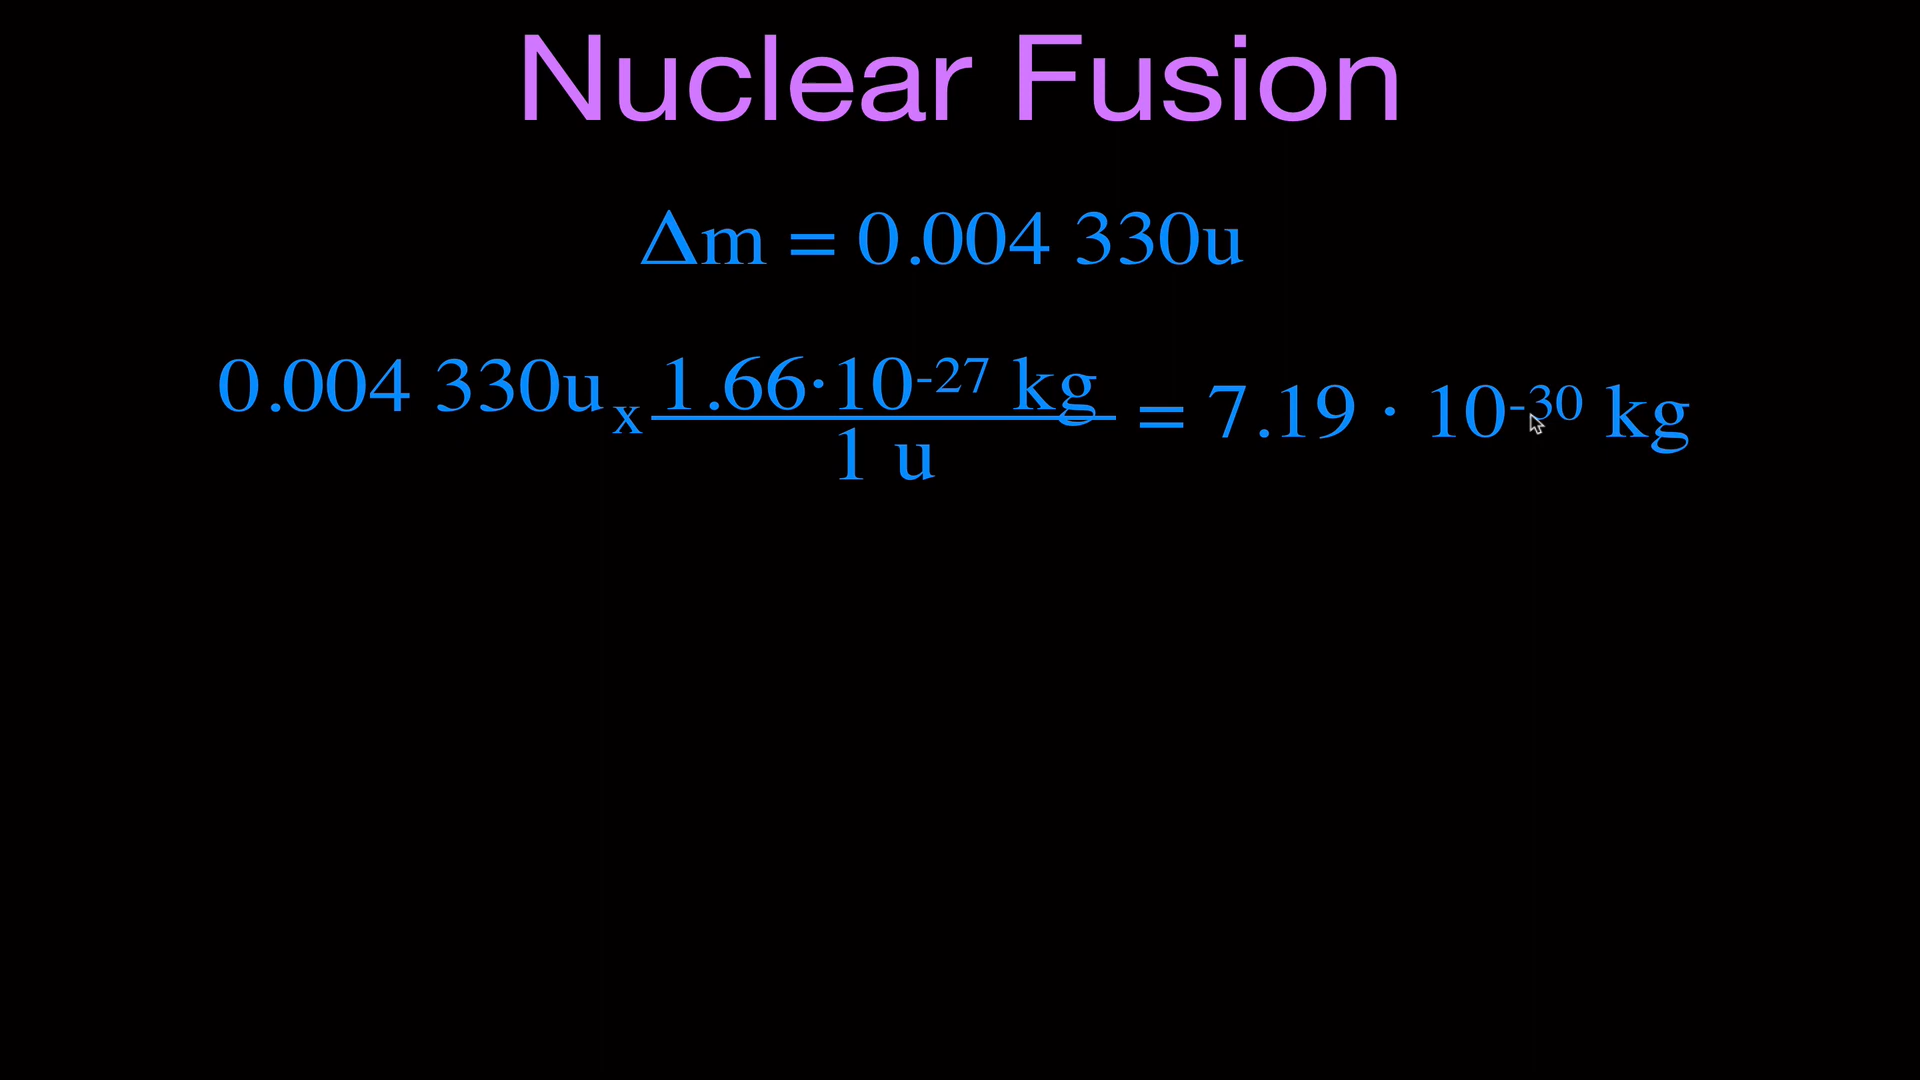 Nuclear Fusion
Δm = 0.004 330u
0.004 330u x 1.66·10⁻²⁷ kg = 7.19 · 10⁻³⁰ kg
1 u